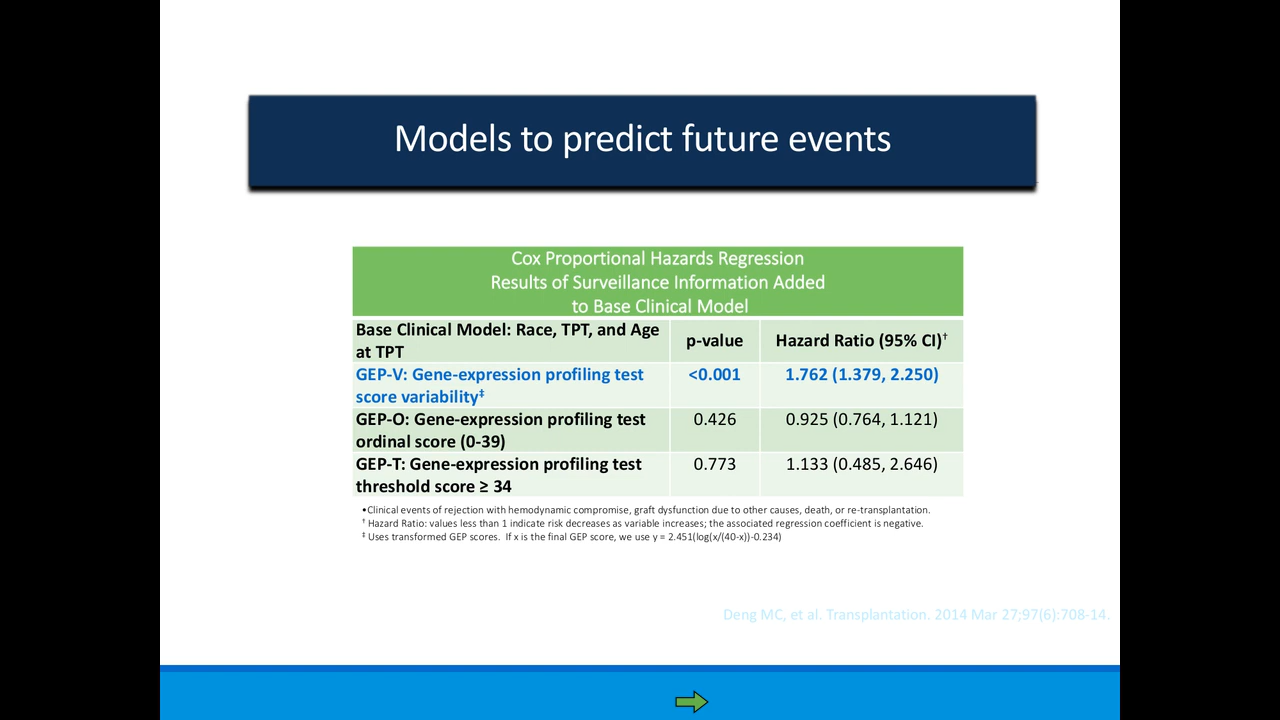 Models to predict future events
Cox Proportional Hazards Regression
Results of Surveillance Information Added
to Base Clinical Model
Base Clinical Model: Race, TPT, and Age
at TPT
p-value
Hazard Ratio (95% CI)†
GEP-V: Gene-expression profiling test
score variability‡
<0.001
1.762 (1.379, 2.250)
GEP-O: Gene-expression profiling test
ordinal score (0-39)
0.426
0.925 (0.764, 1.121)
GEP-T: Gene-expression profiling test
threshold score ≥ 34
0.773
1.133 (0.485, 2.646)
•Clinical events of rejection with hemodynamic compromise, graft dysfunction due to other causes, death, or re-transplantation.
† Hazard Ratio: values less than 1 indicate risk decreases as variable increases; the associated regression coefficient is negative.
‡ Uses transformed GEP scores. If x is the final GEP score, we use y = 2.451(log(x/(40-x))-0.234)
Deng MC, et al. Transplantation. 2014 Mar 27;97(6):708-14.